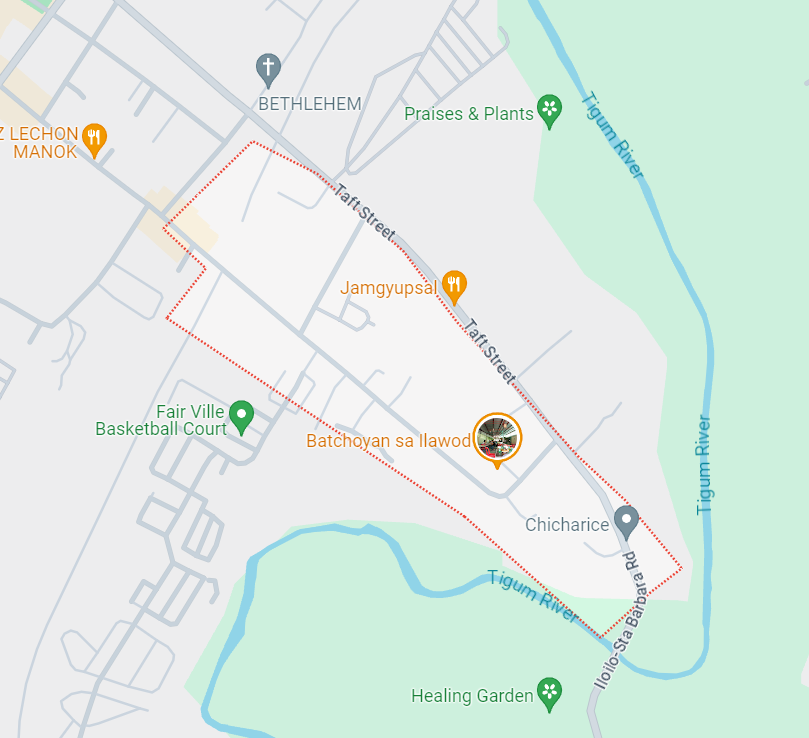 BETHLEHEM
Praises & Plants
Tigum River
Z LECHON
MANOK
Taft Street
Jamgyupsal
Taft Street
Fair Ville
Basketball Court
Batchoyan sa Ilawod
Tigum River
Chicharice
Tigum River
Iloilo-Sta Barbara Rd
Healing Garden